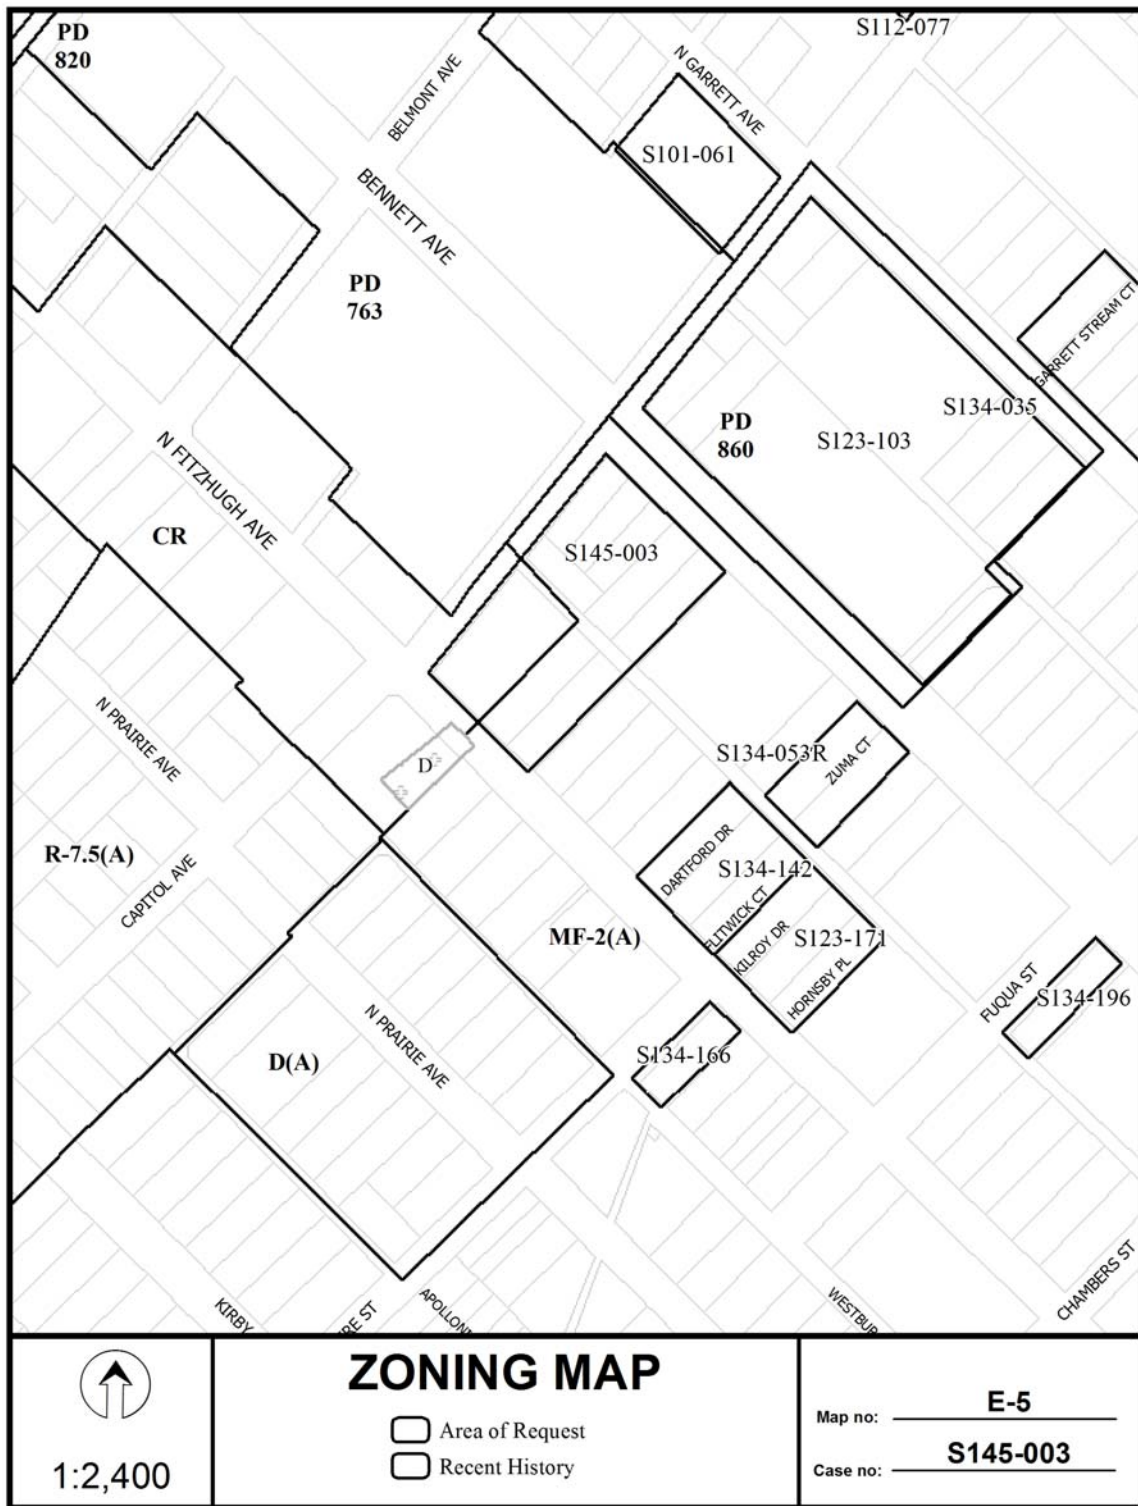 PD
820
S112-077
BELMONT AVE
N GARRETT AVE
S101-061
BENNETT AVE
PD
763
GARRETT STREAM CT
S134-035
PD
860
S123-103
N FITZHUGH AVE
CR
S145-003
N PRAIRIE AVE
S134-053R
ZUMA CT
D
R-7.5(A)
CAPITOL AVE
DARTFORD DR
S134-142
FLITWICK CT
MF-2(A)
KILROY DR
S123-171
HORNSBY PL
FUQUA ST
S134-196
N PRAIRIE AVE
S134-166
D(A)
CHAMBERS ST
KIRBY
RE ST
APOLLON
WESTBUR
1:2,400
ZONING MAP
Area of Request
Recent History
Map no: E-5
Case no: S145-003